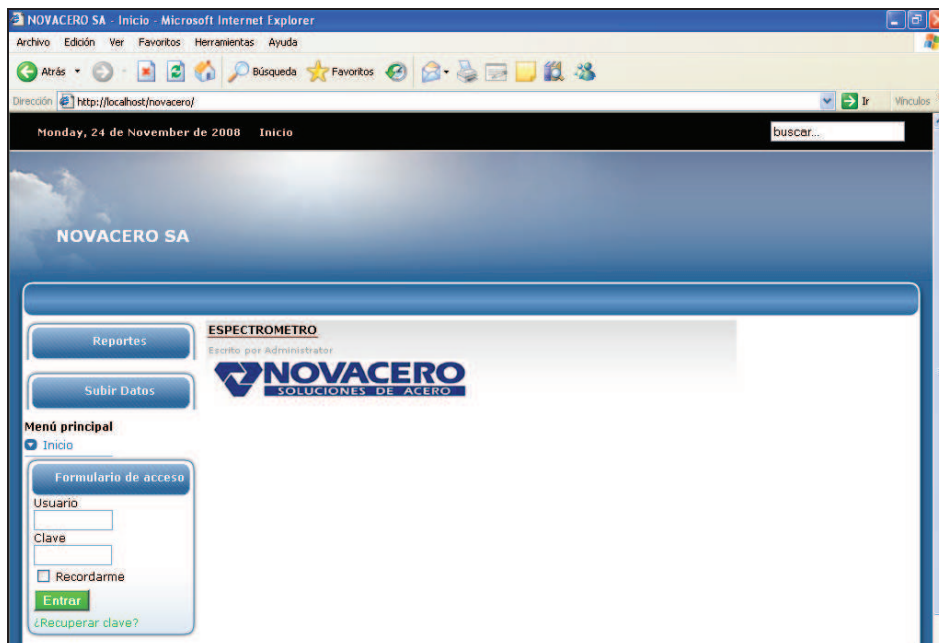 NOVACERO SA - Inicio - Microsoft Internet Explorer
Archivo Edición Ver Favoritos Herramientas Ayuda
Atrás Búsqueda Favoritos
Dirección http://localhost/novacero/ Ir Vínculos
Monday, 24 de November de 2008 Inicio buscar...
NOVACERO SA
Reportes
ESPECTROMETRO
Escrito por Administrator
NOVACERO
SOLUCIONES DE ACERO
Subir Datos
Menú principal
Inicio
Formulario de acceso
Usuario
Clave
Recordarme
Entrar
¿Recuperar clave?